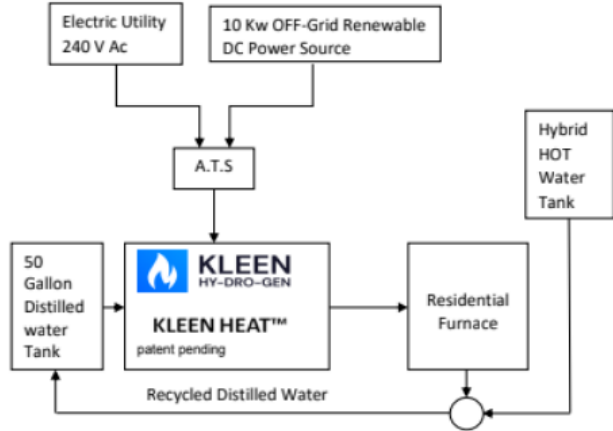 Electric Utility
240 V Ac
10 Kw OFF-Grid Renewable
DC Power Source
A.T.S
Hybrid
HOT
Water
Tank
50
Gallon
Distilled
water
Tank
KLEEN
HY-DRO-GEN
KLEEN HEAT™
patent pending
Residential
Furnace
Recycled Distilled Water